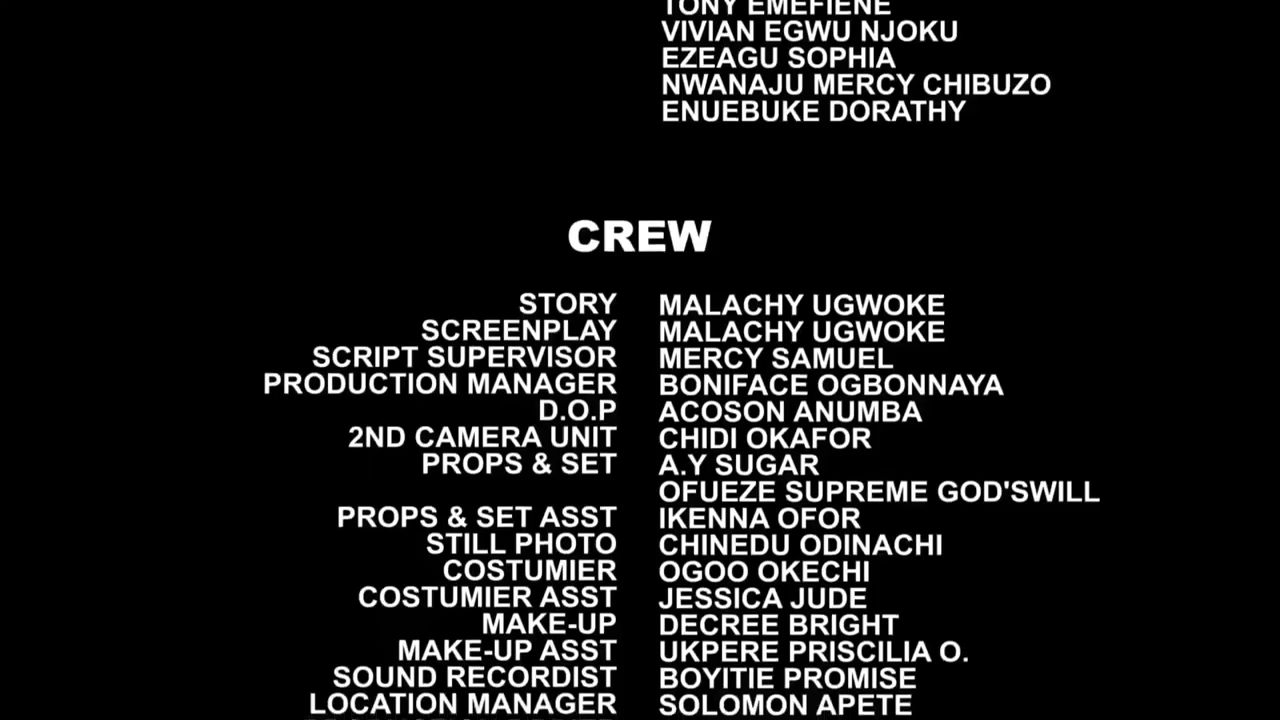 TONY EMEFIENE
VIVIAN EGWU NJOKU
EZEAGU SOPHIA
NWANAJU MERCY CHIBUZO
ENUEBUKE DORATHY
CREW
STORY MALACHY UGWOKE
SCREENPLAY MALACHY UGWOKE
SCRIPT SUPERVISOR MERCY SAMUEL
PRODUCTION MANAGER BONIFACE OGBONNAYA
D.O.P ACOSON ANUMBA
2ND CAMERA UNIT CHIDI OKAFOR
PROPS & SET A.Y SUGAR
OFUEZE SUPREME GOD'SWILL
PROPS & SET ASST IKENNA OFOR
STILL PHOTO CHINEDU ODINACHI
COSTUMIER OGOO OKECHI
COSTUMIER ASST JESSICA JUDE
MAKE-UP DECREE BRIGHT
MAKE-UP ASST UKPERE PRISCILIA O.
SOUND RECORDIST BOYITIE PROMISE
LOCATION MANAGER SOLOMON APETE